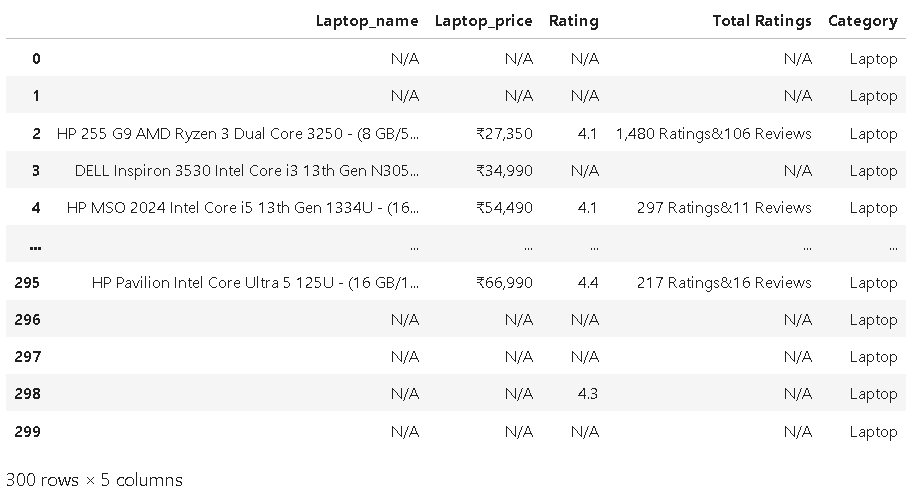 Laptop_name Laptop_price Rating Total Ratings Category
0 N/A N/A N/A N/A Laptop
1 N/A N/A N/A N/A Laptop
2 HP 255 G9 AMD Ryzen 3 Dual Core 3250 - (8 GB/5... ₹27,350 4.1 1,480 Ratings&106 Reviews Laptop
3 DELL Inspiron 3530 Intel Core i3 13th Gen N305... ₹34,990 N/A N/A Laptop
4 HP MSO 2024 Intel Core i5 13th Gen 1334U - (16... ₹54,490 4.1 297 Ratings&11 Reviews Laptop
... ... ... ... ... ...
295 HP Pavilion Intel Core Ultra 5 125U - (16 GB/1... ₹66,990 4.4 217 Ratings&16 Reviews Laptop
296 N/A N/A N/A N/A Laptop
297 N/A N/A N/A N/A Laptop
298 N/A N/A 4.3 N/A Laptop
299 N/A N/A N/A N/A Laptop
300 rows × 5 columns